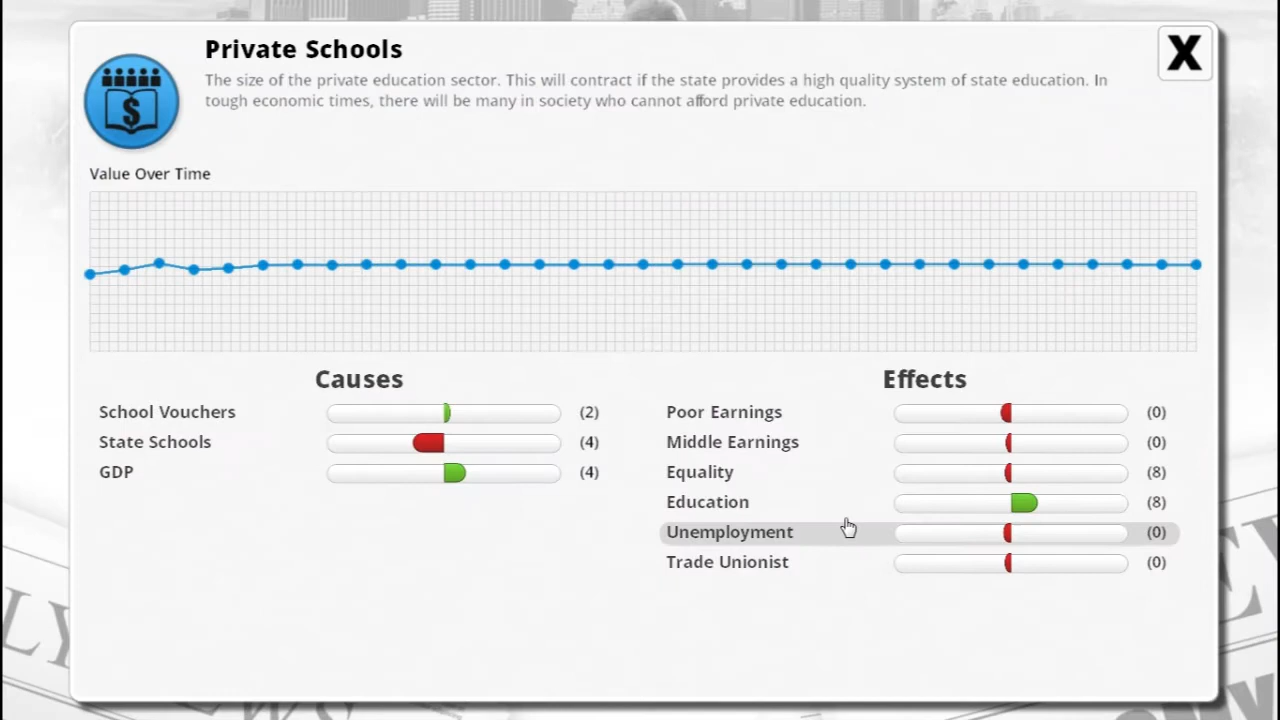 Private Schools
X
The size of the private education sector. This will contract if the state provides a high quality system of state education. In
tough economic times, there will be many in society who cannot afford private education.
$
Value Over Time
Causes
Effects
School Vouchers (2)
Poor Earnings (0)
State Schools (4)
Middle Earnings (0)
GDP (4)
Equality (8)
Education (8)
Unemployment (0)
Trade Unionist (0)